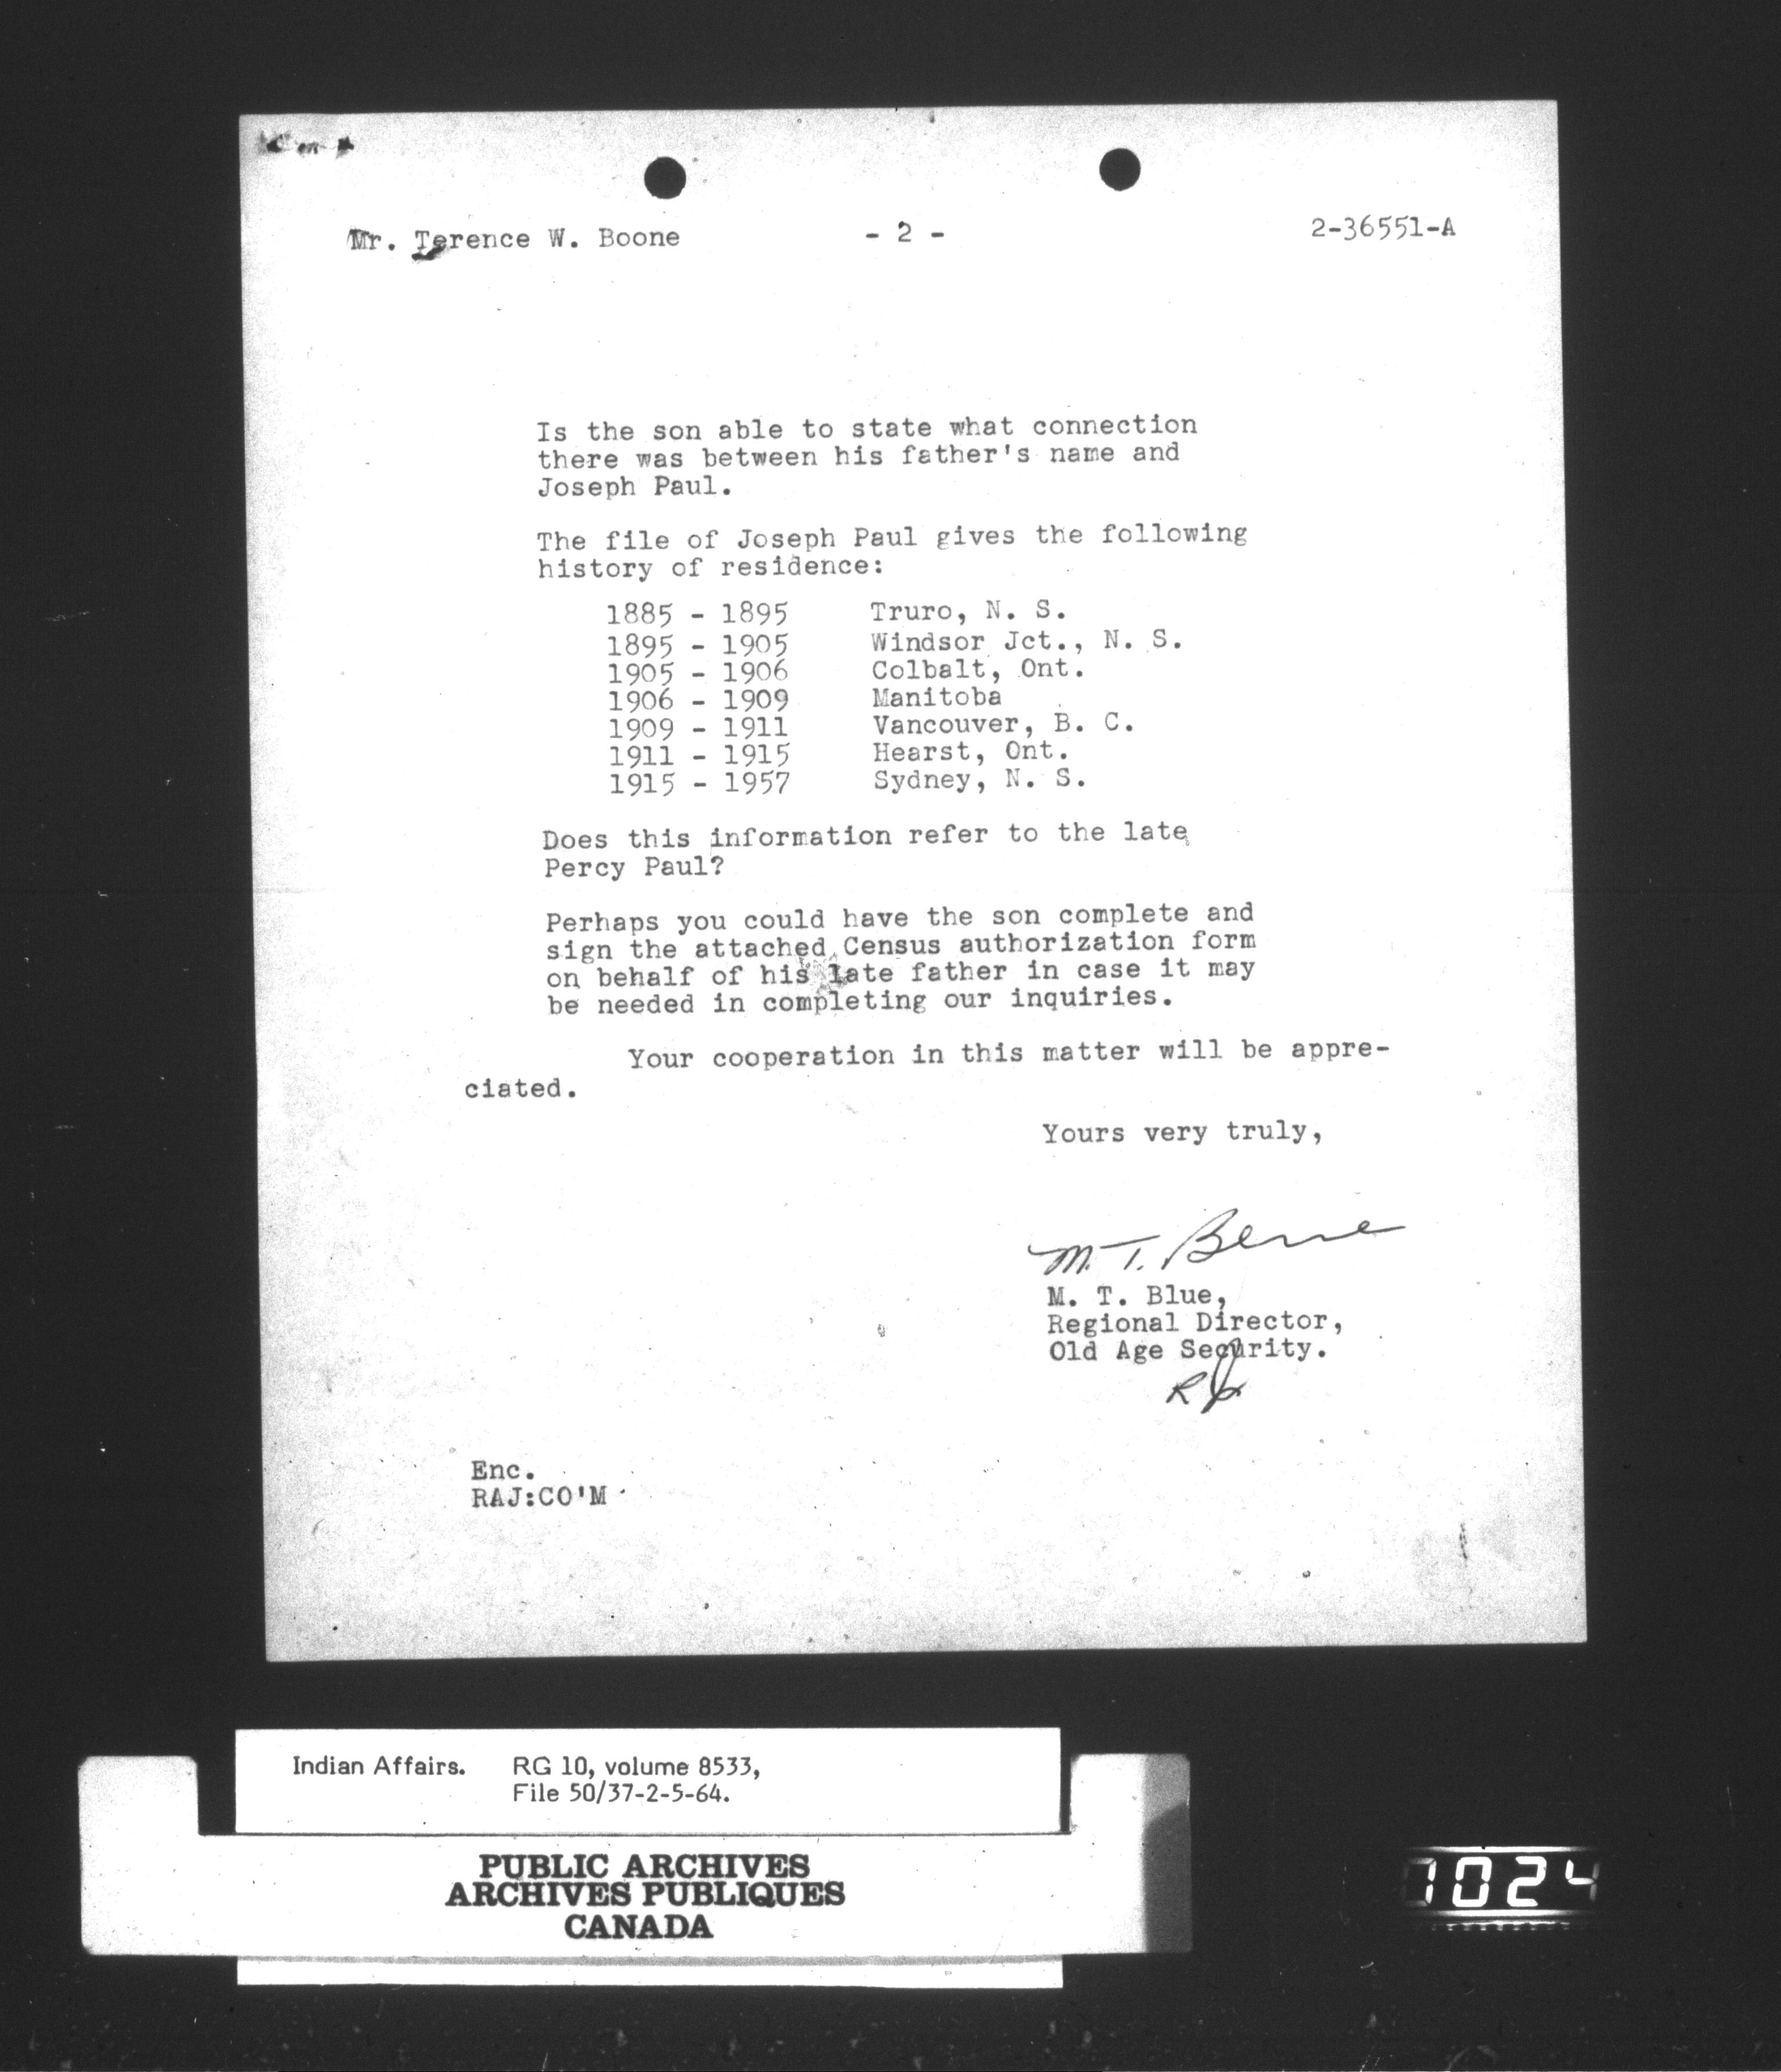 Mr. Terence W. Boone - 2 - 2-36551-A
Is the son able to state what connection
there was between his father's name and
Joseph Paul.
The file of Joseph Paul gives the following
history of residence:
1885 - 1895 Truro, N. S.
1895 - 1905 Windsor Jct., N. S.
1905 - 1906 Colbalt, Ont.
1906 - 1909 Manitoba
1909 - 1911 Vancouver, B. C.
1911 - 1915 Hearst, Ont.
1915 - 1957 Sydney, N. S.
Does this information refer to the late
Percy Paul?
Perhaps you could have the son complete and
sign the attached Census authorization form
on behalf of his late father in case it may
be needed in completing our inquiries.
Your cooperation in this matter will be appre-
ciated.
Yours very truly,
M. T. Blue
M. T. Blue,
Regional Director,
Old Age Security.
Enc.
RAJ:CO'M
Indian Affairs. RG 10, volume 8533,
File 50/37-2-5-64.
PUBLIC ARCHIVES
ARCHIVES PUBLIQUES
CANADA
1024